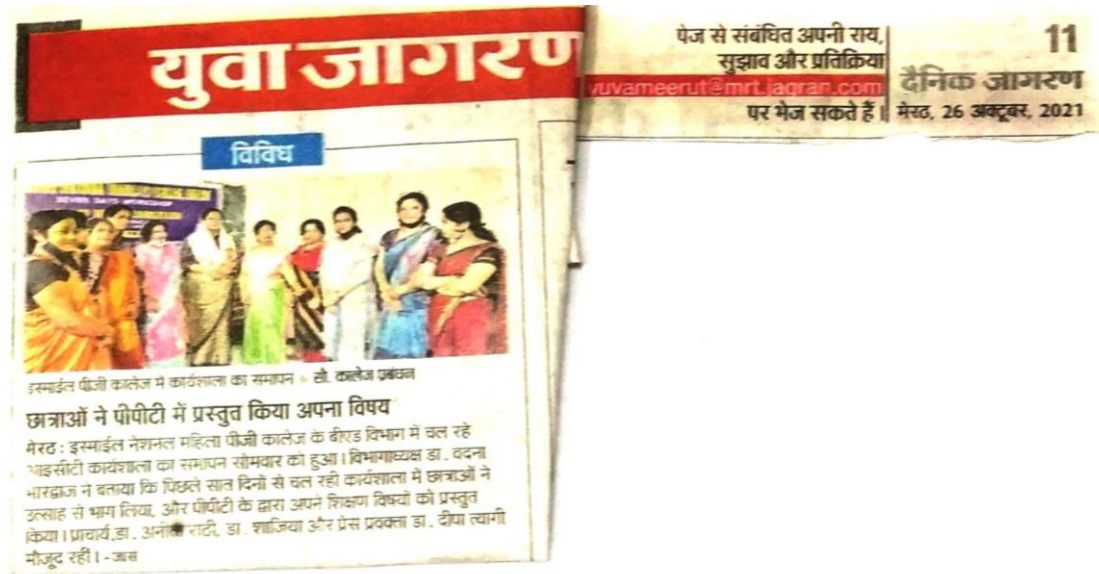 युवा जागरण
पेज से संबंधित अपनी राय,
सुझाव और प्रतिक्रिया
yuvameerut@mrt.jagran.com
पर भेज सकते हैं।
11
दैनिक जागरण
मेरठ, 26 अक्टूबर, 2021
विविध
SEVEN DAYS WORKSHOP
इस्माईल पीजी कालेज में कार्यशाला का समापन ● सौ. कालेज प्रबंधन
छात्राओं ने पीपीटी में प्रस्तुत किया अपना विषय
मेरठ : इस्माईल नेशनल महिला पीजी कालेज के बीएड विभाग में चल रहे
आइसीटी कार्यशाला का समापन सोमवार को हुआ। विभागाध्यक्ष डा. वंदना
भारद्वाज ने बताया कि पिछले सात दिनों से चल रही कार्यशाला में छात्राओं ने
उत्साह से भाग लिया, और पीपीटी के द्वारा अपने शिक्षण विषयों को प्रस्तुत
किया। प्राचार्य डा. राठी, डा. शाजिया और प्रेस प्रवक्ता डा. दीपा त्यागी
मौजूद रहीं। -जास